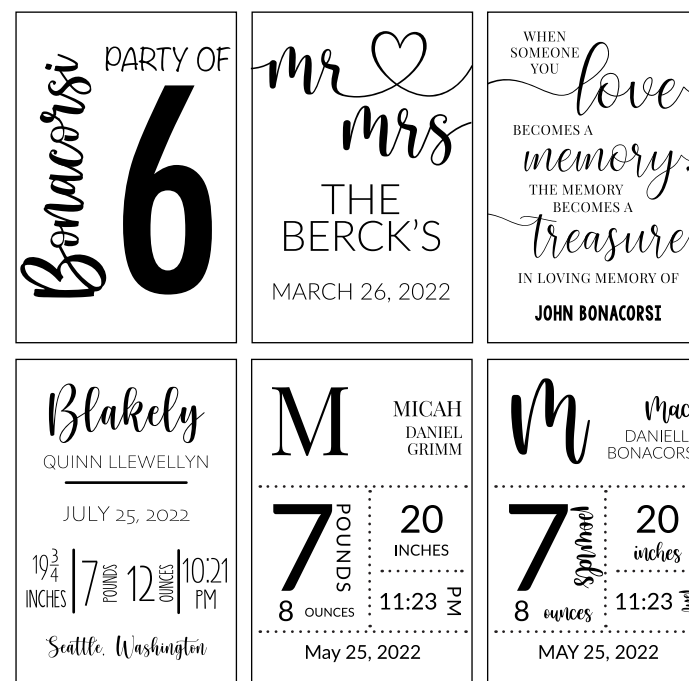 Bonacorsi
PARTY OF
6
mr
mrs
THE
BERCK'S
MARCH 26, 2022
WHEN
SOMEONE
YOU
love
BECOMES A
memory
THE MEMORY
BECOMES A
treasure
IN LOVING MEMORY OF
JOHN BONACORSI
Blakely
QUINN LLEWELLYN
JULY 25, 2022
19 3/4
INCHES
7
POUNDS
12
OUNCES
10:21
PM
Seattle, Washington
M
MICAH
DANIEL
GRIMM
7
POUNDS
8 OUNCES
20
INCHES
11:23 PM
May 25, 2022
M
Mac
DANIELL
BONACORS
7
pounds
8 ounces
20
inches
11:23
MAY 25, 2022